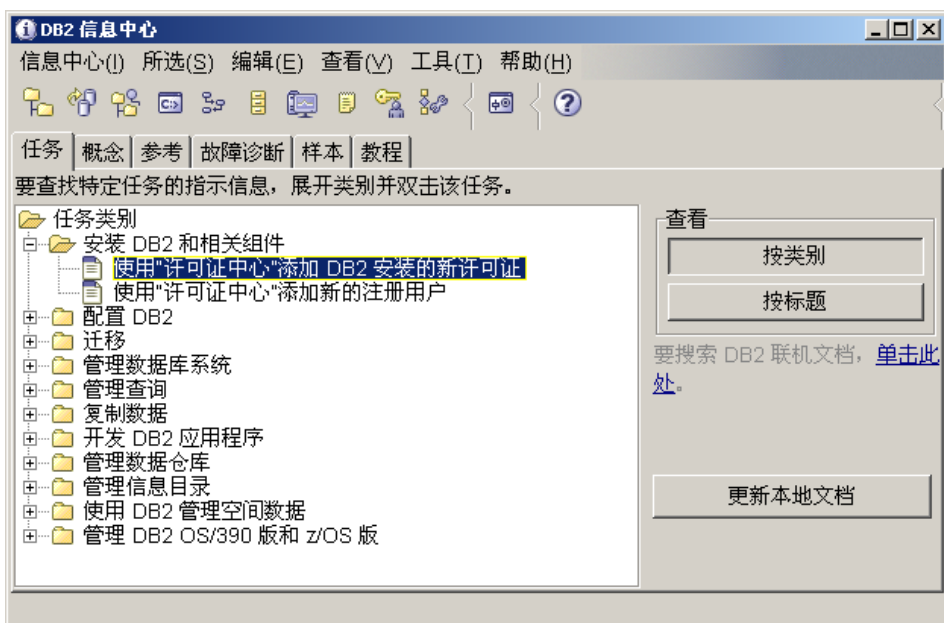 DB2 信息中心
信息中心(I) 所选(S) 编辑(E) 查看(V) 工具(T) 帮助(H)
任务 概念 参考 故障诊断 样本 教程
要查找特定任务的指示信息，展开类别并双击该任务。
任务类别
安装 DB2 和相关组件
使用"许可证中心"添加 DB2 安装的新许可证
使用"许可证中心"添加新的注册用户
配置 DB2
迁移
管理数据库系统
管理查询
复制数据
开发 DB2 应用程序
管理数据仓库
管理信息目录
使用 DB2 管理空间数据
管理 DB2 OS/390 版和 z/OS 版
查看
按类别
按标题
要搜索 DB2 联机文档，单击此
处。
更新本地文档